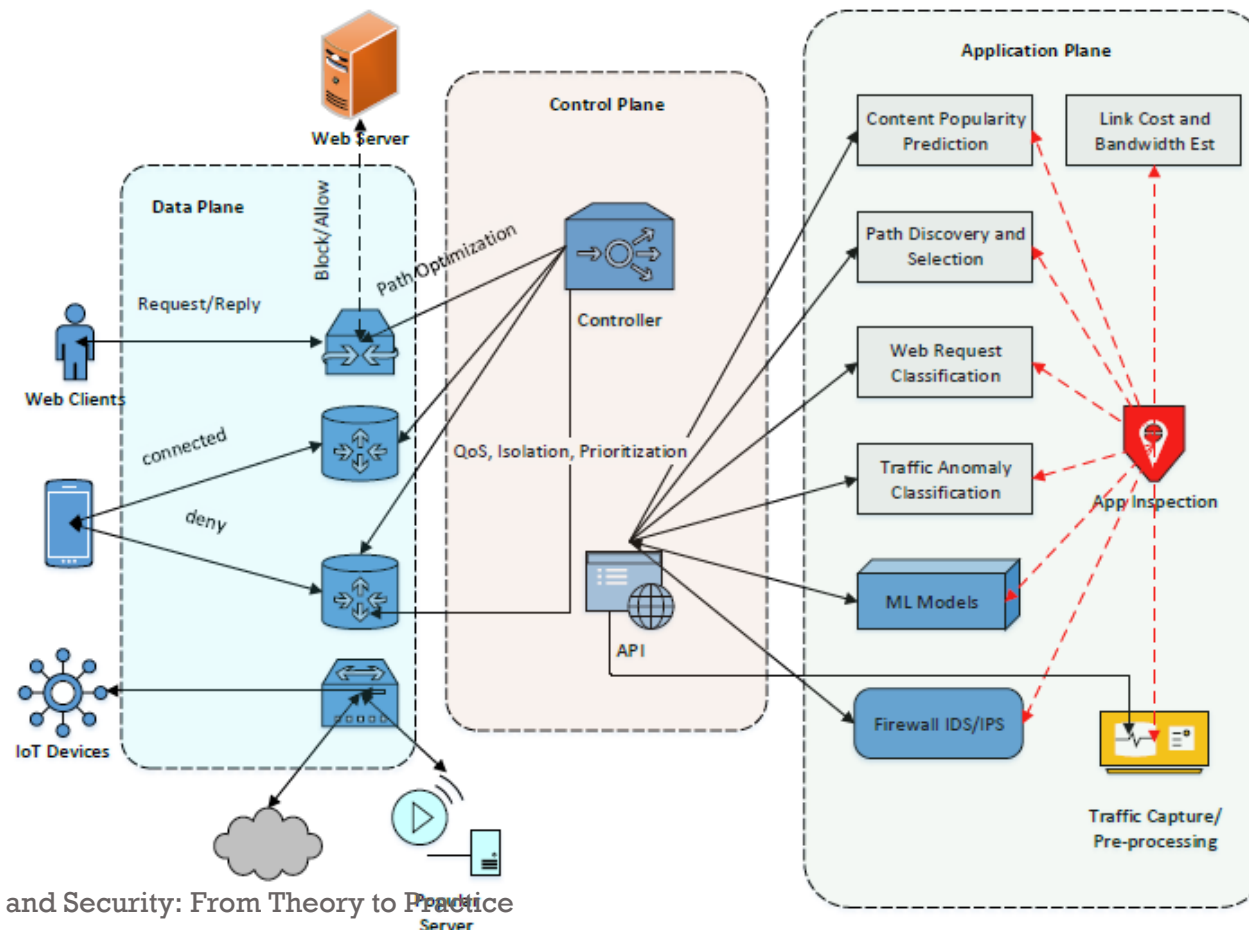 Application Plane
Control Plane
Content Popularity
Prediction
Link Cost and
Bandwidth Est
Web Server
Data Plane
Block/Allow
Path Optimization
Path Discovery and
Selection
Request/Reply
Controller
Web Request
Classification
Web Clients
connected
QoS, Isolation, Prioritization
Traffic Anomaly
Classification
App Inspection
deny
ML Models
API
IoT Devices
Firewall IDS/IPS
Traffic Capture/
Pre-processing
and Security: From Theory to Practice
Popular
Server